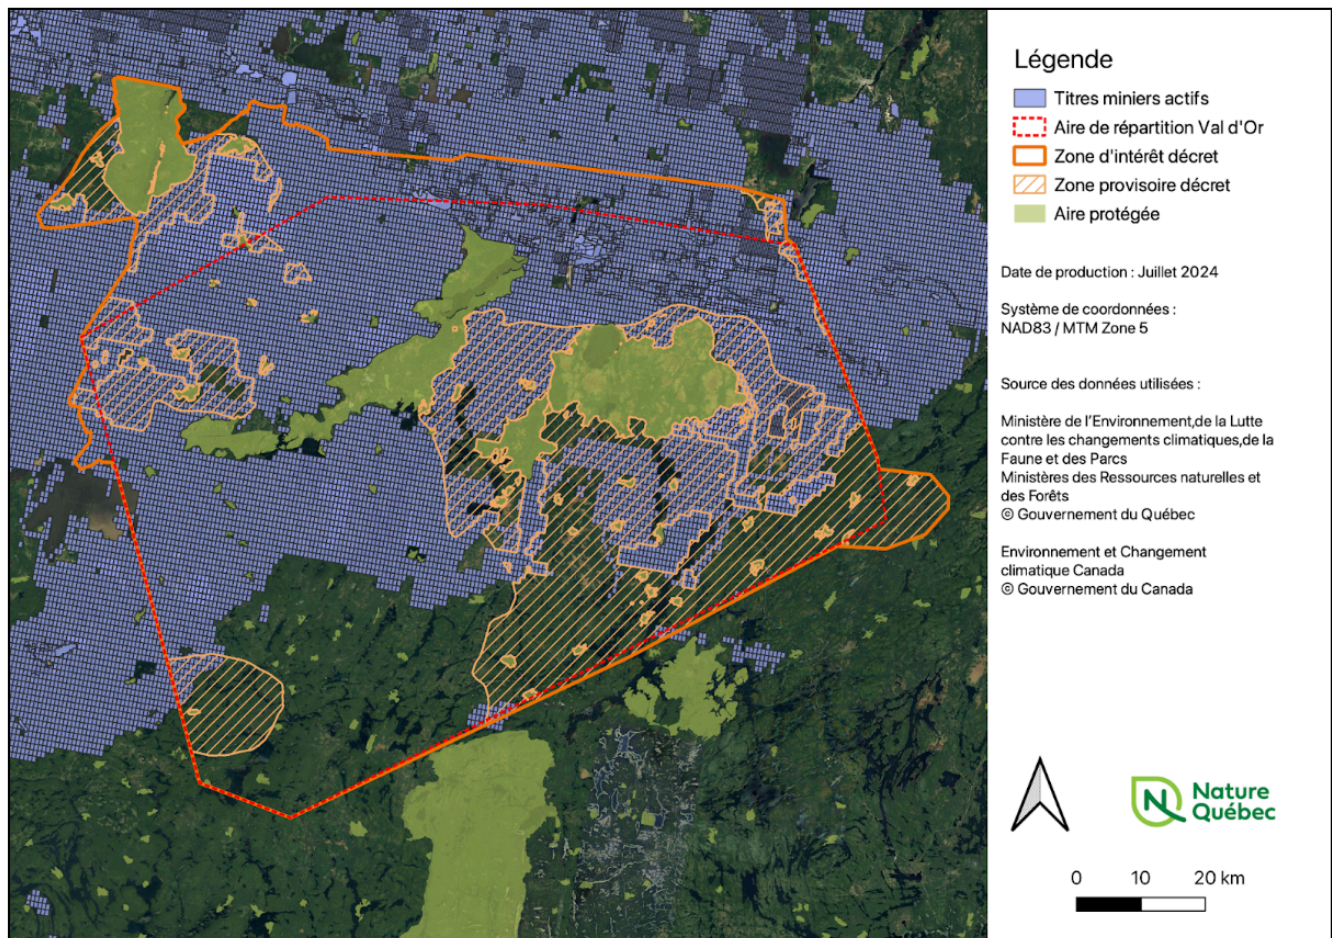 Légende
Titres miniers actifs
Aire de répartition Val d'Or
Zone d'intérêt décret
Zone provisoire décret
Aire protégée
Date de production : Juillet 2024
Système de coordonnées :
NAD83 / MTM Zone 5
Source des données utilisées :
Ministère de l'Environnement,de la Lutte
contre les changements climatiques,de la
Faune et des Parcs
Ministères des Ressources naturelles et
des Forêts
© Gouvernement du Québec
Environnement et Changement
climatique Canada
© Gouvernement du Canada
Nature
Québec
0 10 20 km